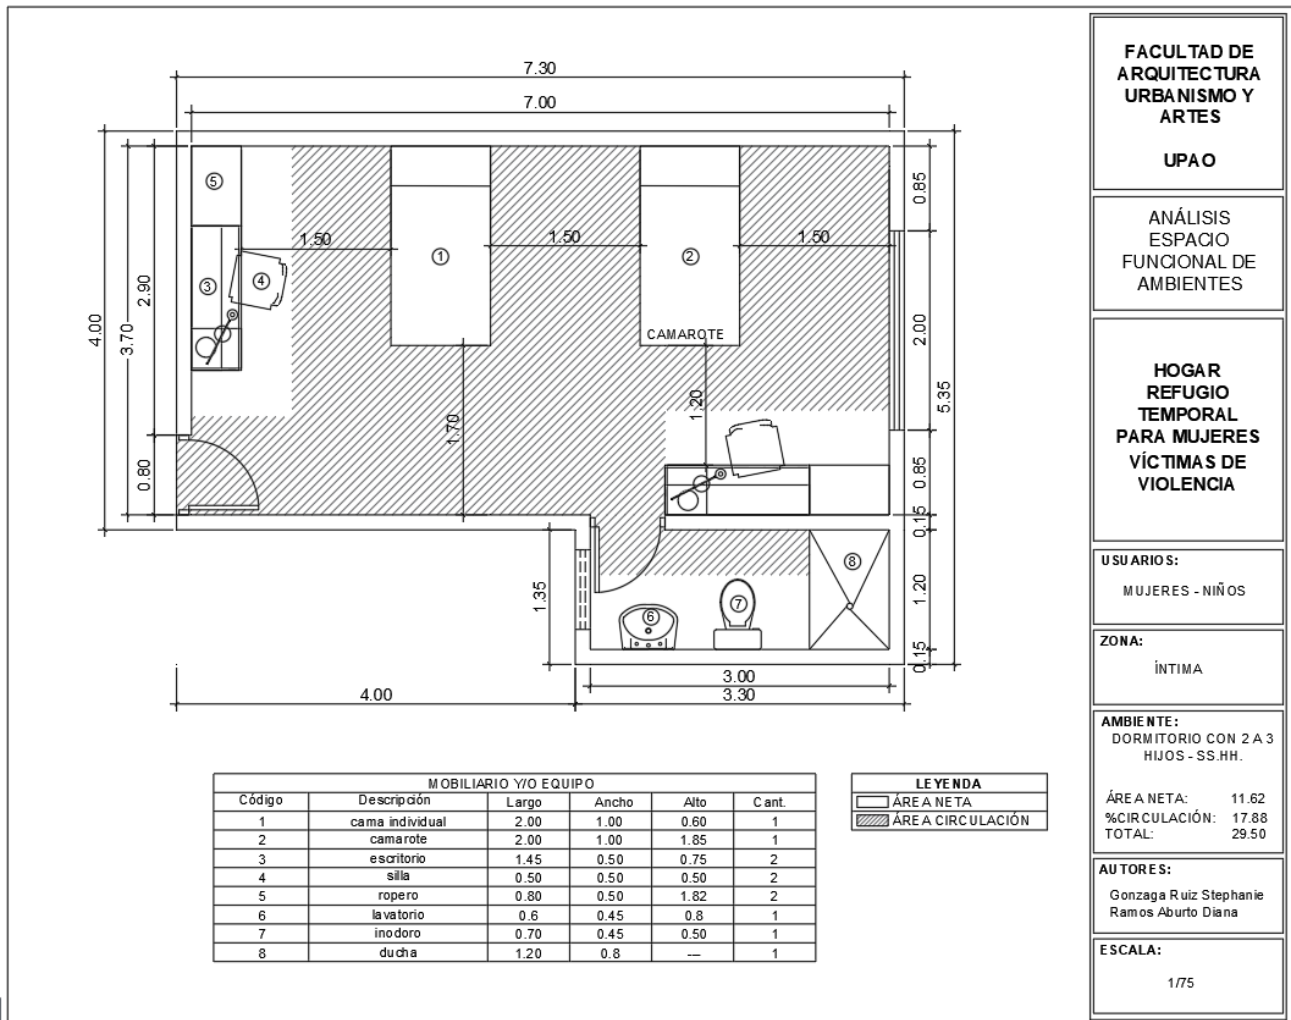 7.30
7.00
4.00
3.70
2.90
0.80
1.50
1.50
1.50
1.70
1.20
CAMAROTE
0.85
2.00
0.85
0.15
1.20
0.15
5.35
1.35
3.00
4.00
3.30
5
3
4
1
2
6
7
8
MOBILIARIO Y/O EQUIPO
Código Descripción Largo Ancho Alto Cant.
1 cama individual 2.00 1.00 0.60 1
2 camarote 2.00 1.00 1.85 1
3 escritorio 1.45 0.50 0.75 2
4 silla 0.50 0.50 0.50 2
5 ropero 0.80 0.50 1.82 2
6 lavatorio 0.6 0.45 0.8 1
7 inodoro 0.70 0.45 0.50 1
8 ducha 1.20 0.8 --- 1
LEYENDA
ÁREA NETA
ÁREA CIRCULACIÓN
FACULTAD DE
ARQUITECTURA
URBANISMO Y
ARTES
UPAO
ANÁLISIS
ESPACIO
FUNCIONAL DE
AMBIENTES
HOGAR
REFUGIO
TEMPORAL
PARA MUJERES
VÍCTIMAS DE
VIOLENCIA
USUARIOS:
MUJERES - NIÑOS
ZONA:
ÍNTIMA
AMBIENTE:
DORMITORIO CON 2 A 3
HIJOS - SS.HH.
ÁREA NETA: 11.62
%CIRCULACIÓN: 17.88
TOTAL: 29.50
AUTORES:
Gonzaga Ruiz Stephanie
Ramos Aburto Diana
ESCALA:
1/75